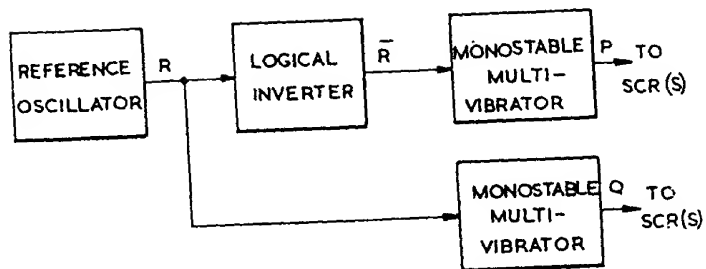 REFERENCE
OSCILLATOR
R
LOGICAL
INVERTER
R̅
MONOSTABLE
MULTI-
VIBRATOR
P
TO
SCR(S)
MONOSTABLE
MULTI-
VIBRATOR
Q
TO
SCR(S)